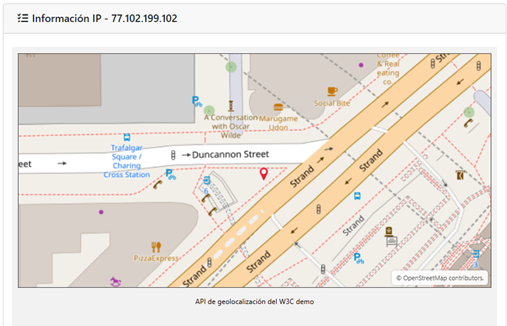 Información IP - 77.102.199.102
Coffee
& Real
eating
co.
Social Bite
A Conversation
with Oscar
Wilde
Marugame
Udon
Trafalgar
Square /
Charing
Cross Station
eet
Duncannon Street
Strand
Strand
Strand
Strand
Strand
PizzaExpress
© OpenStreetMap contributors.
API de geolocalización del W3C demo